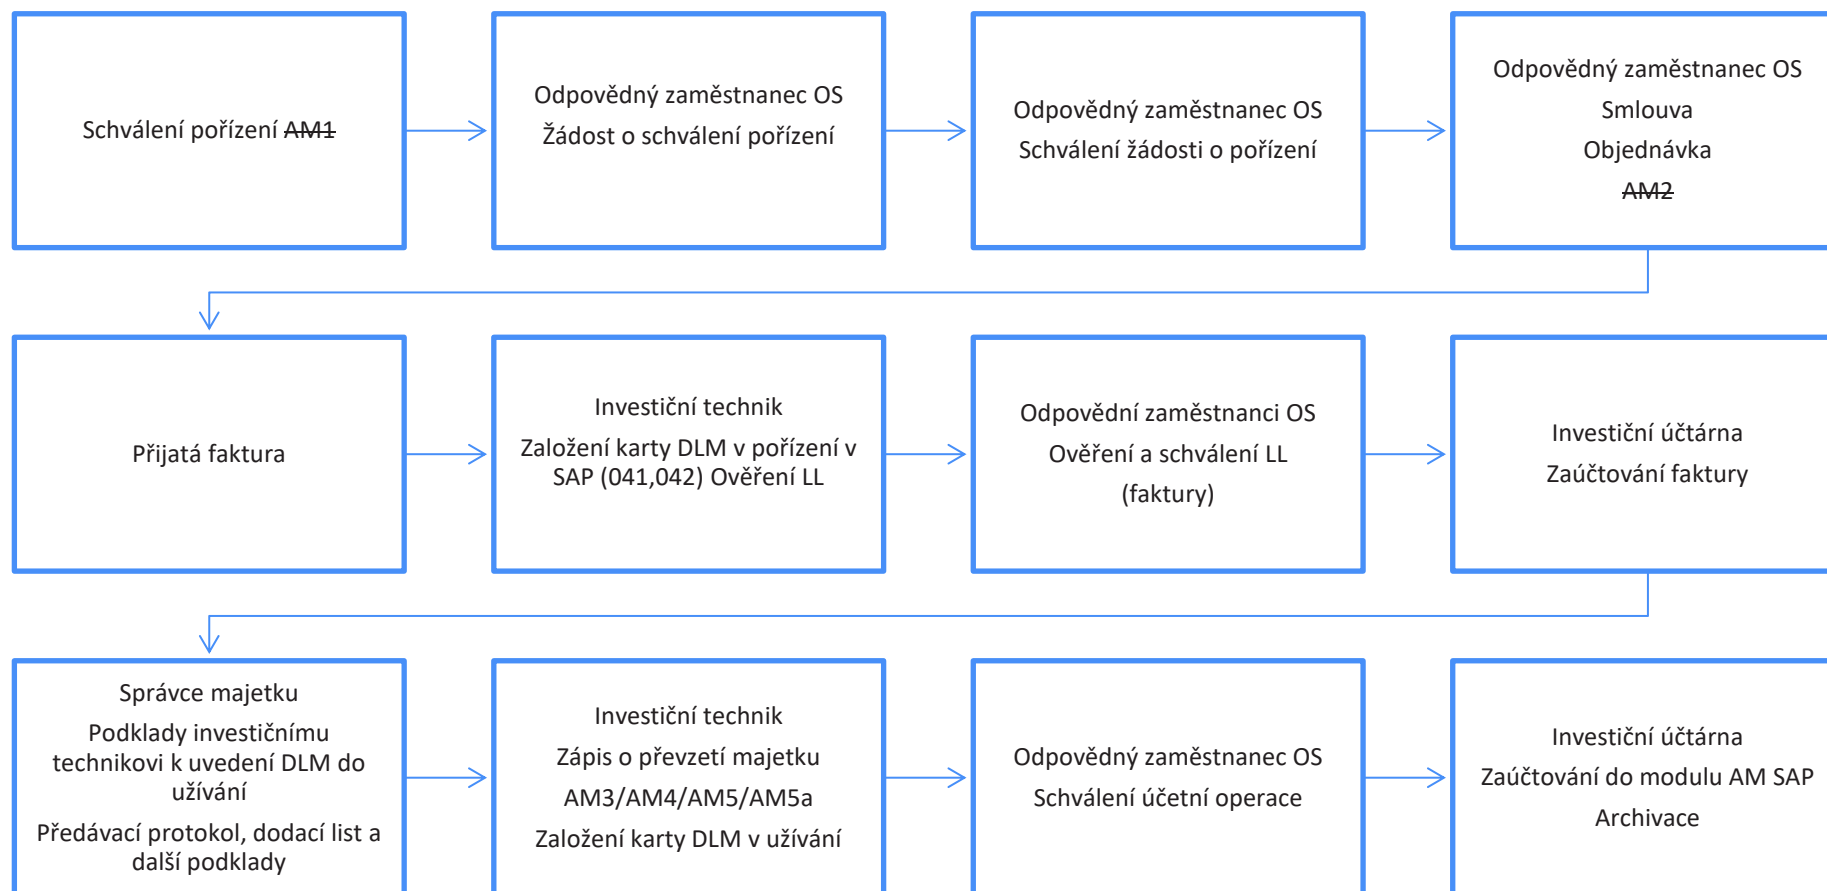 Schválení pořízení AM1
Odpovědný zaměstnanec OS
Žádost o schválení pořízení
Odpovědný zaměstnanec OS
Schválení žádosti o pořízení
Odpovědný zaměstnanec OS
Smlouva
Objednávka
AM2
Přijatá faktura
Investiční technik
Založení karty DLM v pořízení v
SAP (041,042) Ověření LL
Odpovědní zaměstnanci OS
Ověření a schválení LL
(faktury)
Investiční účtárna
Zaúčtování faktury
Správce majetku
Podklady investičnímu
technikovi k uvedení DLM do
užívání
Předávací protokol, dodací list a
další podklady
Investiční technik
Zápis o převzetí majetku
AM3/AM4/AM5/AM5a
Založení karty DLM v užívání
Odpovědný zaměstnanec OS
Schválení účetní operace
Investiční účtárna
Zaúčtování do modulu AM SAP
Archivace